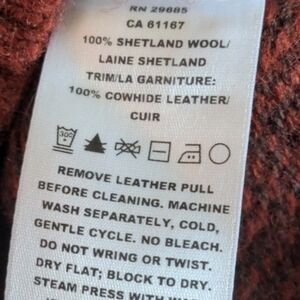 RN 29685
CA 61167
100% SHETLAND WOOL/
LAINE SHETLAND
TRIM/LA GARNITURE:
100% COWHIDE LEATHER/
CUIR
30°
REMOVE LEATHER PULL
BEFORE CLEANING. MACHINE
WASH SEPARATELY, COLD,
GENTLE CYCLE. NO BLEACH.
DO NOT WRING OR TWIST.
DRY FLAT; BLOCK TO DRY.
STEAM PRESS WITH